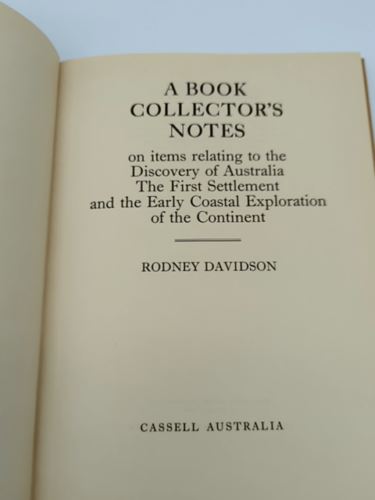 A BOOK
COLLECTOR'S
NOTES
on items relating to the
Discovery of Australia
The First Settlement
and the Early Coastal Exploration
of the Continent
RODNEY DAVIDSON
CASSELL AUSTRALIA